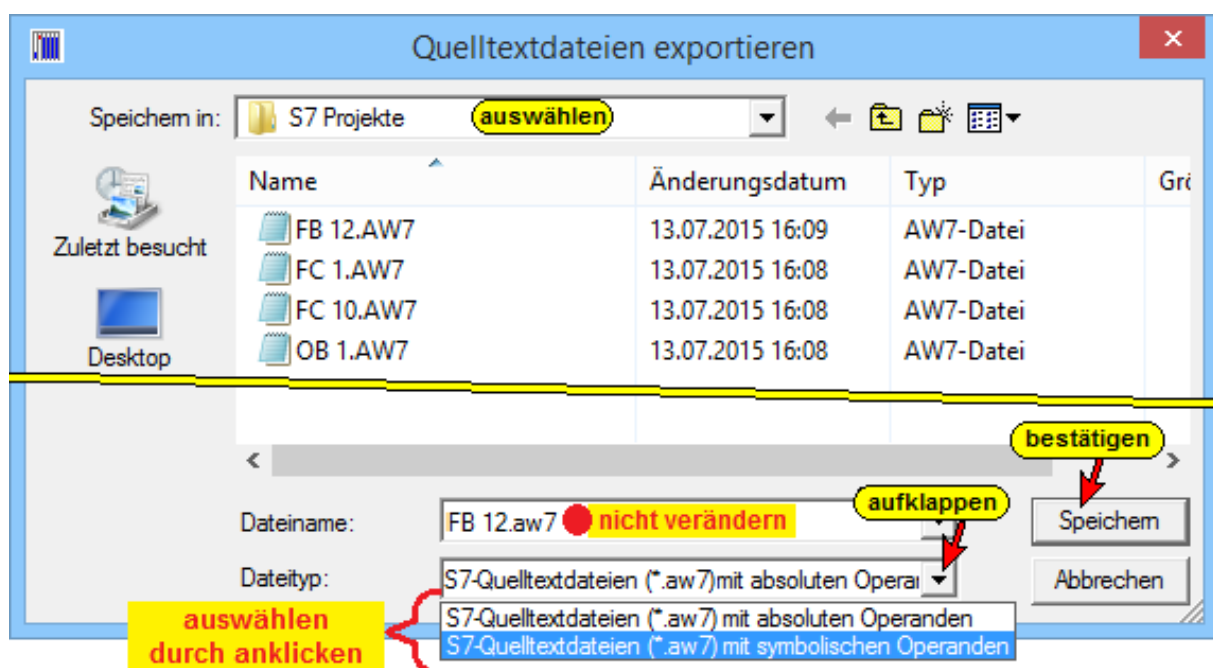 Quelltextdateien exportieren
Speichern in: S7 Projekte auswählen
Name Änderungsdatum Typ Grö
FB 12.AW7 13.07.2015 16:09 AW7-Datei
FC 1.AW7 13.07.2015 16:08 AW7-Datei
FC 10.AW7 13.07.2015 16:08 AW7-Datei
OB 1.AW7 13.07.2015 16:08 AW7-Datei
Zuletzt besucht
Desktop
bestätigen
aufklappen
Dateiname: FB 12.aw7 nicht verändern Speichern
Dateityp: S7-Quelltextdateien (*.aw7)mit absoluten Operan Abbrechen
auswählen
durch anklicken
S7-Quelltextdateien (*.aw7) mit absoluten Operanden
S7-Quelltextdateien (*.aw7) mit symbolischen Operanden